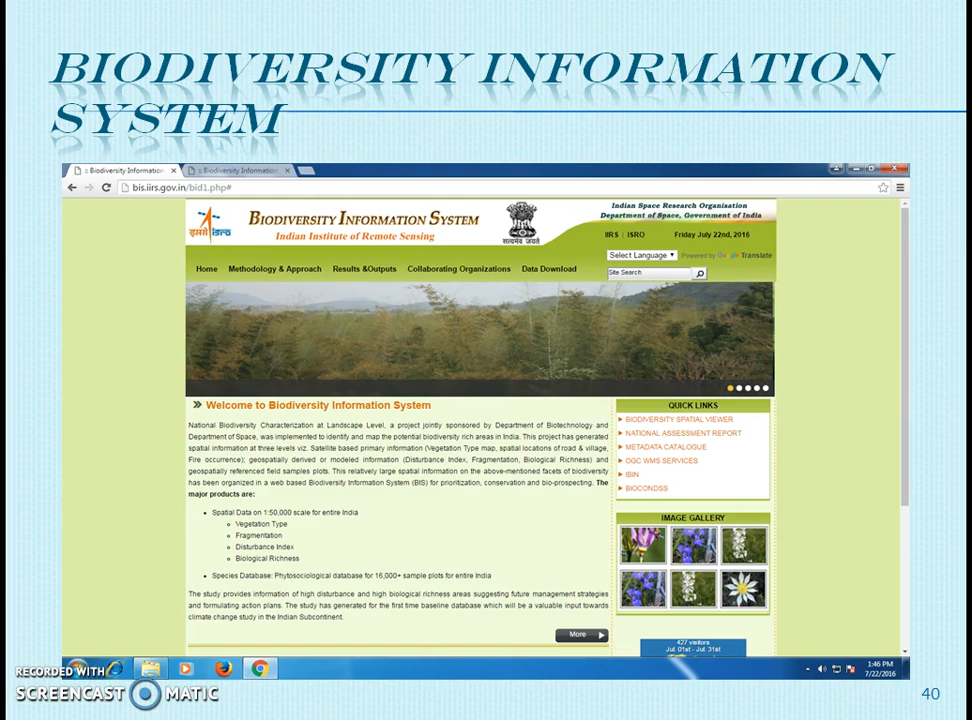 BIODIVERSITY INFORMATION
SYSTEM
:: Biodiversity Information
:: Biodiversity Information
bis.iirs.gov.in/bid1.php#
इसरो
BIODIVERSITY INFORMATION SYSTEM
Indian Institute of Remote Sensing
सत्यमेव जयते
Indian Space Research Organisation
Department of Space, Government of India
IIRS | ISRO Friday July 22nd, 2016
Select Language Powered by Google Translate
Site Search
Home Methodology & Approach Results &Outputs Collaborating Organizations Data Download
Welcome to Biodiversity Information System
National Biodiversity Characterization at Landscape Level, a project jointly sponsored by Department of Biotechnology and
Department of Space, was implemented to identify and map the potential biodiversity rich areas in India. This project has generated
spatial information at three levels viz. Satellite based primary information (Vegetation Type map, spatial locations of road & village,
Fire occurrence); geospatially derived or modeled information (Disturbance Index, Fragmentation, Biological Richness) and
geospatially referenced field samples plots. This relatively large spatial information on the above-mentioned facets of biodiversity
has been organized in a web based Biodiversity Information System (BIS) for prioritization, conservation and bio-prospecting. The
major products are:
• Spatial Data on 1:50,000 scale for entire India
Vegetation Type
Fragmentation
Disturbance Index
Biological Richness
• Species Database: Phytosociological database for 16,000+ sample plots for entire India
The study provides information of high disturbance and high biological richness areas suggesting future management strategies
and formulating action plans. The study has generated for the first time baseline database which will be a valuable input towards
climate change study in the Indian Subcontinent.
More
QUICK LINKS
BIODIVERSITY SPATIAL VIEWER
NATIONAL ASSESSMENT REPORT
METADATA CATALOGUE
OGC WMS SERVICES
IBIN
BIOCONDSS
IMAGE GALLERY
427 visitors
Jul 01st - Jul 31st
1:46 PM
7/22/2016
RECORDED WITH
SCREENCAST MATIC
40